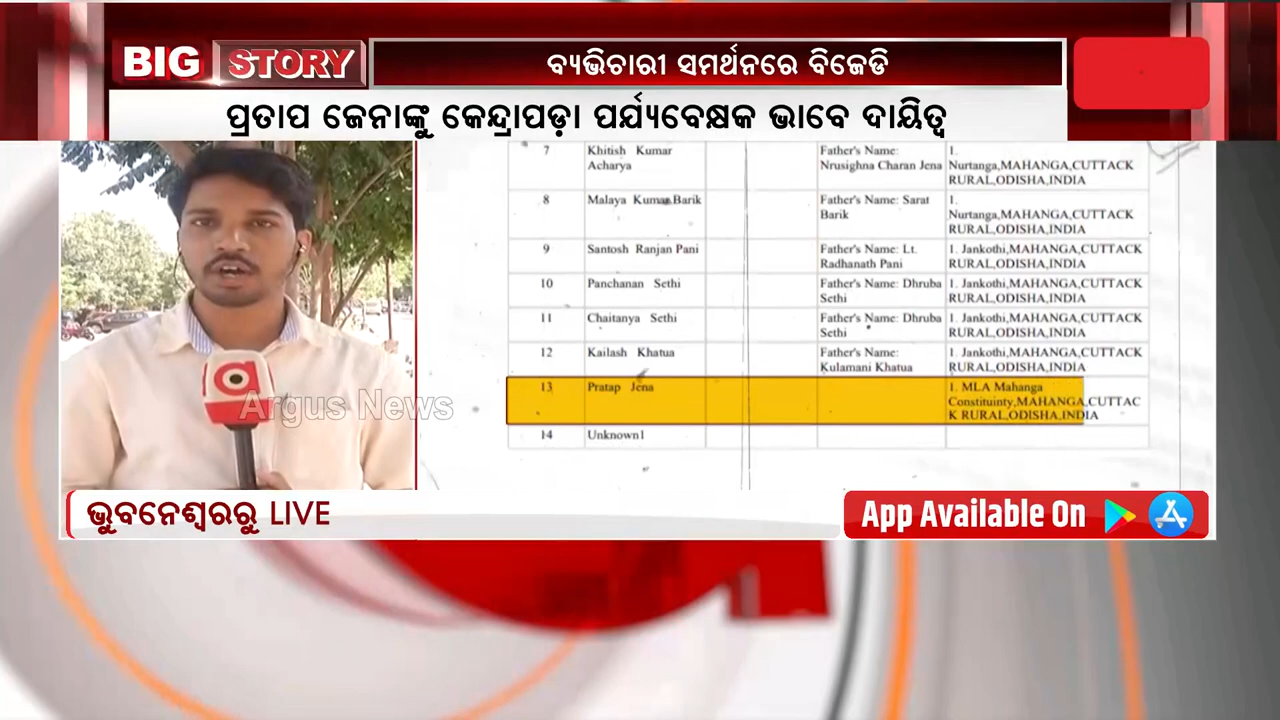 BIG STORY
ବ୍ୟଭିଚାରୀ ସମର୍ଥନରେ ବିଜେଡି
ପ୍ରତାପ ଜେନାଙ୍କୁ କେନ୍ଦ୍ରାପଡ଼ା ପର୍ଯ୍ୟବେକ୍ଷକ ଭାବେ ଦାୟିତ୍ୱ
7 Khitish Kumar Father's Name: 1.
Acharya Nrusighna Charan Jena Nurtanga,MAHANGA,CUTTACK
RURAL,ODISHA,INDIA
8 Malaya Kumar Barik Father's Name: Sarat 1.
Barik Nurtanga,MAHANGA,CUTTACK
RURAL,ODISHA,INDIA
9 Santosh Ranjan Pani Father's Name: Lt. 1. Jankothi,MAHANGA,CUTTACK
Radhanath Pani RURAL,ODISHA,INDIA
10 Panchanan Sethi Father's Name: Dhruba 1. Jankothi,MAHANGA,CUTTACK
Sethi RURAL,ODISHA,INDIA
11 Chaitanya Sethi Father's Name: Dhruba 1. Jankothi,MAHANGA,CUTTACK
Sethi RURAL,ODISHA,INDIA
12 Kailash Khatua Father's Name: 1. Jankothi,MAHANGA,CUTTACK
Kulamani Khatua RURAL,ODISHA,INDIA
13 Pratap Jena 1. MLA Mahanga
Constituinty,MAHANGA,CUTTAC
K RURAL,ODISHA,INDIA
14 Unknown1
Argus News
ଭୁବନେଶ୍ୱରରୁ LIVE
App Available On